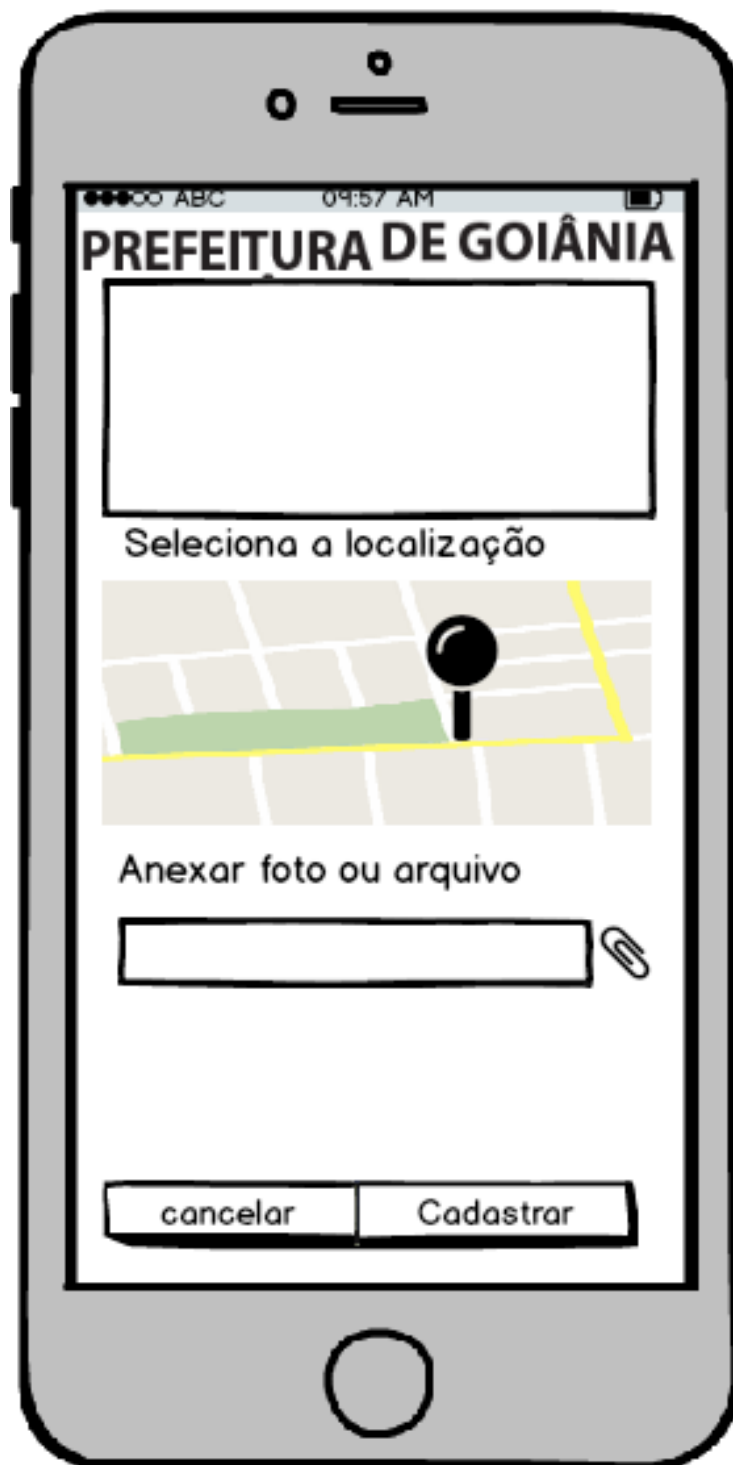 ABC 09:57 AM
PREFEITURA DE GOIÂNIA
Seleciona a localização
Anexar foto ou arquivo
cancelar Cadastrar